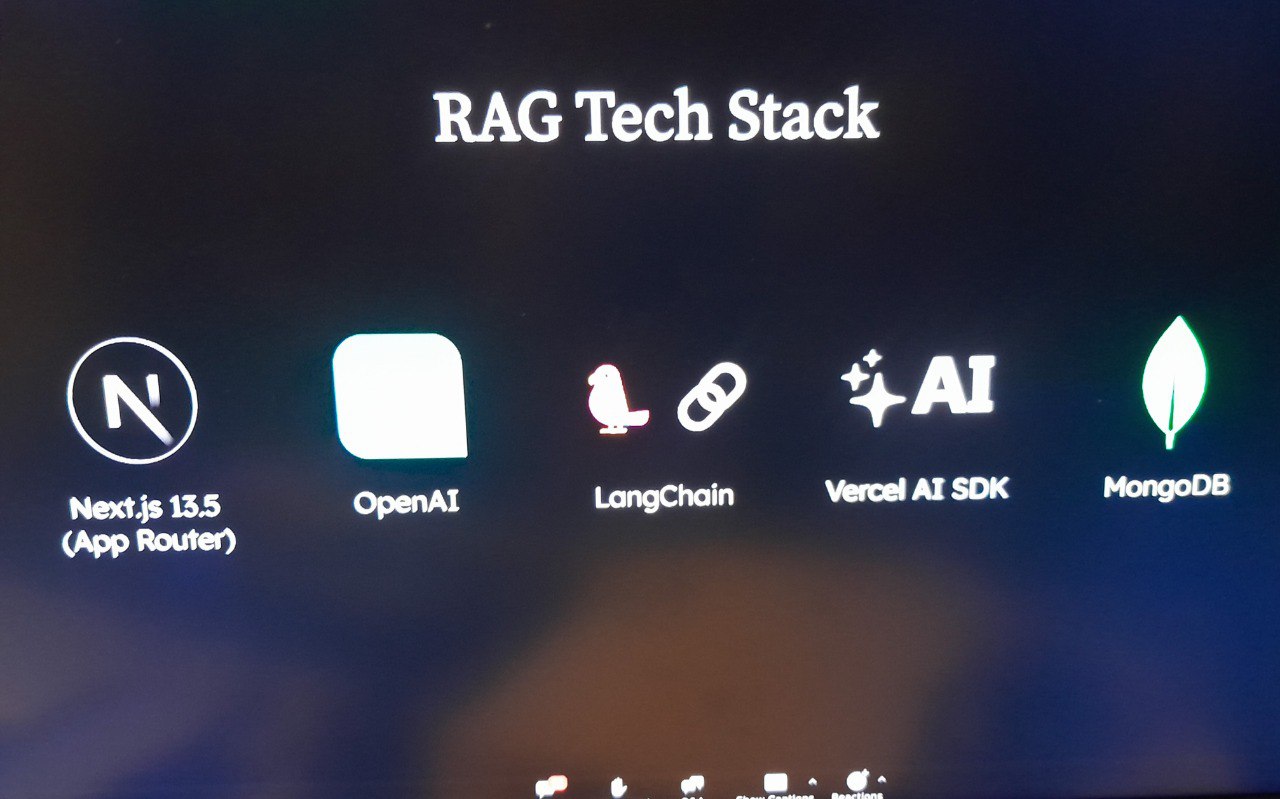 RAG Tech Stack
AI
Next.js 13.5
(App Router)
OpenAI
LangChain
Vercel AI SDK
MongoDB
Show Captions
Reactions